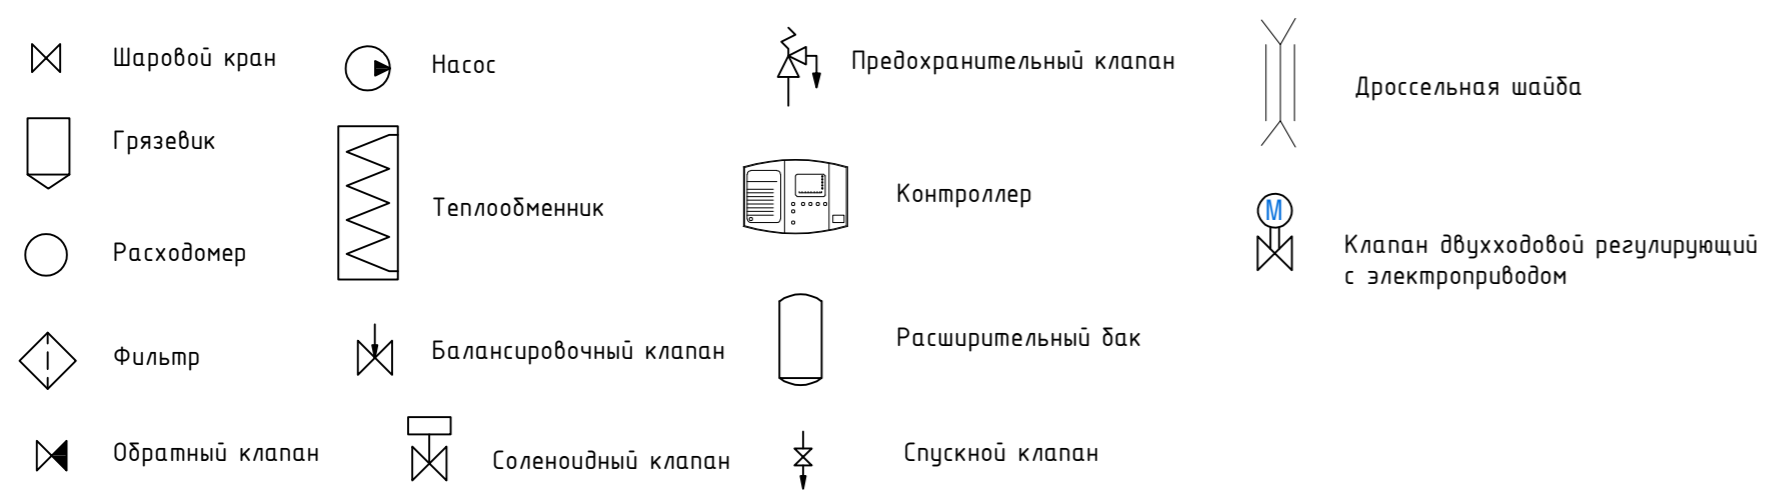 Шаровой кран
Грязевик
Расходомер
Фильтр
Обратный клапан
Насос
Теплообменник
Балансировочный клапан
Соленоидный клапан
Предохранительный клапан
Контроллер
Расширительный бак
Спускной клапан
Дроссельная шайба
М
Клапан двухходовой регулирующий
с электроприводом